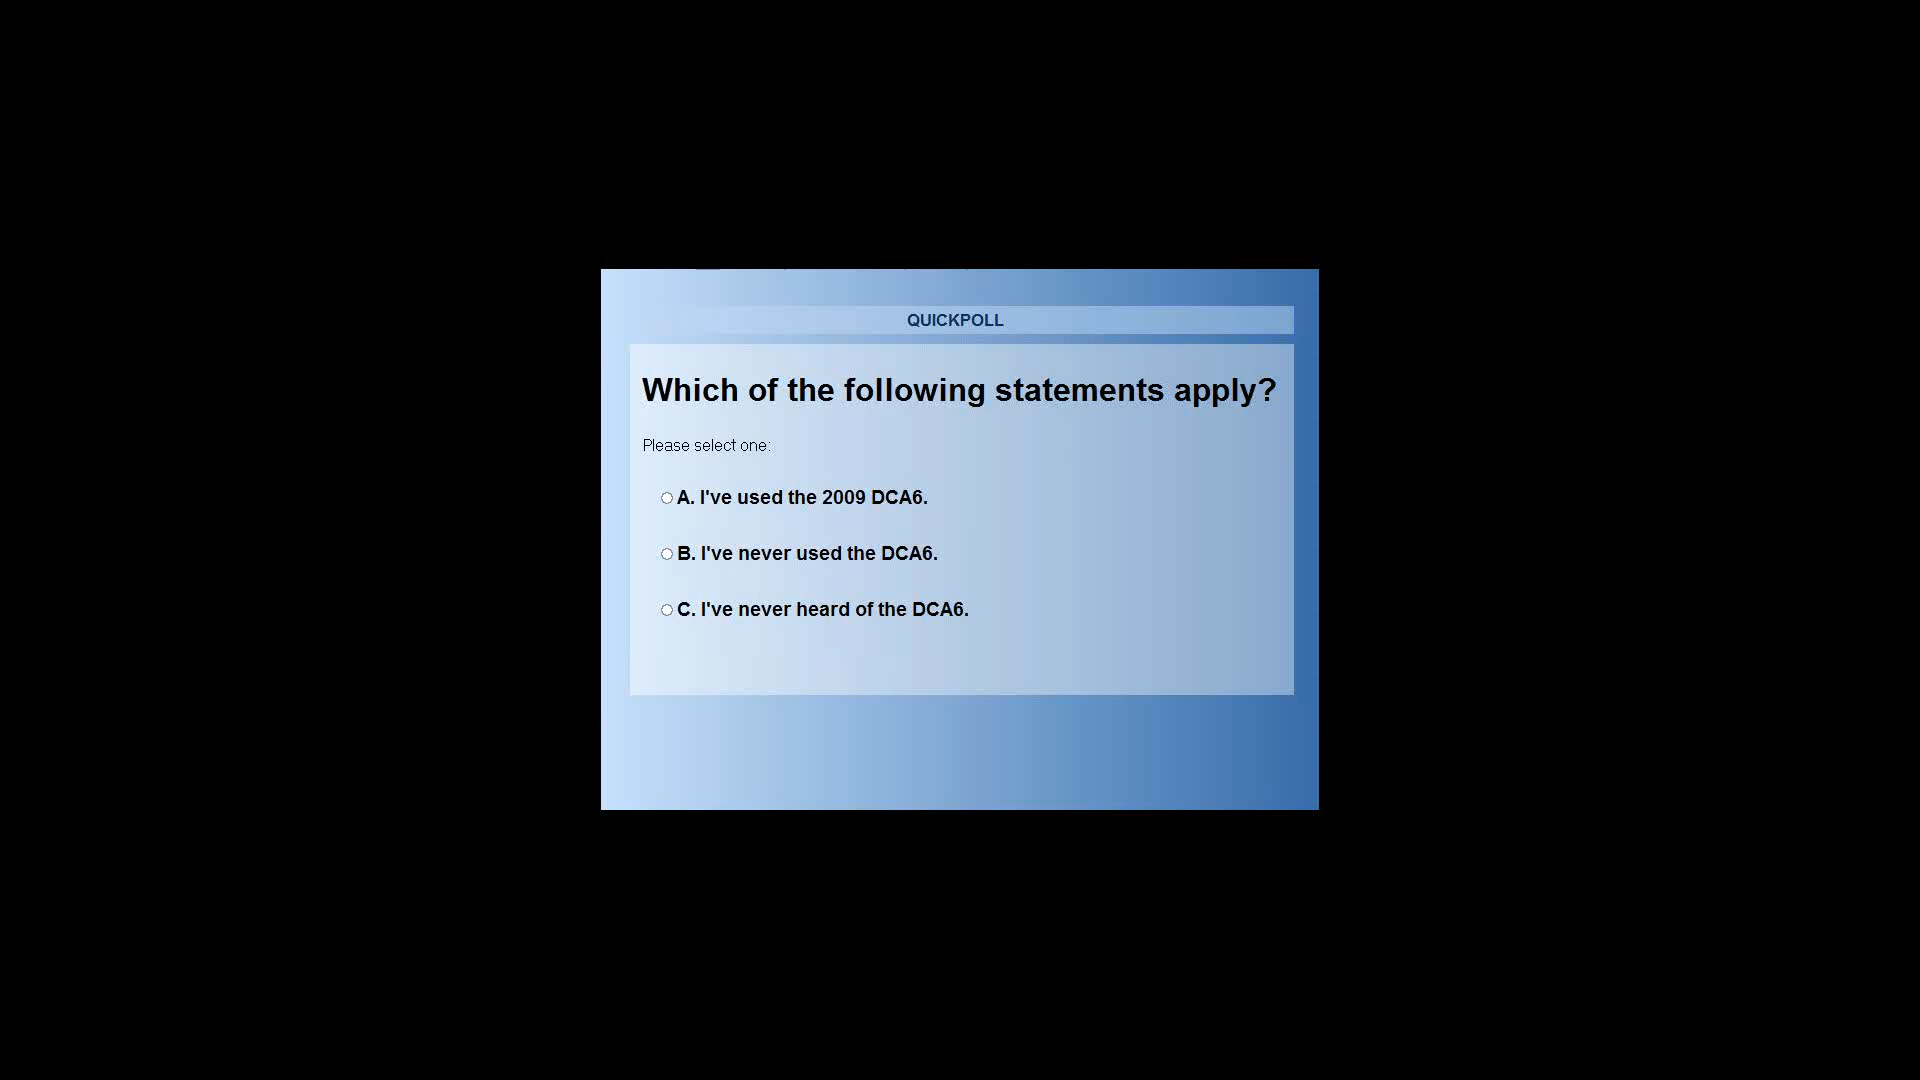 QUICKPOLL
Which of the following statements apply?
Please select one:
A. I've used the 2009 DCA6.
B. I've never used the DCA6.
C. I've never heard of the DCA6.